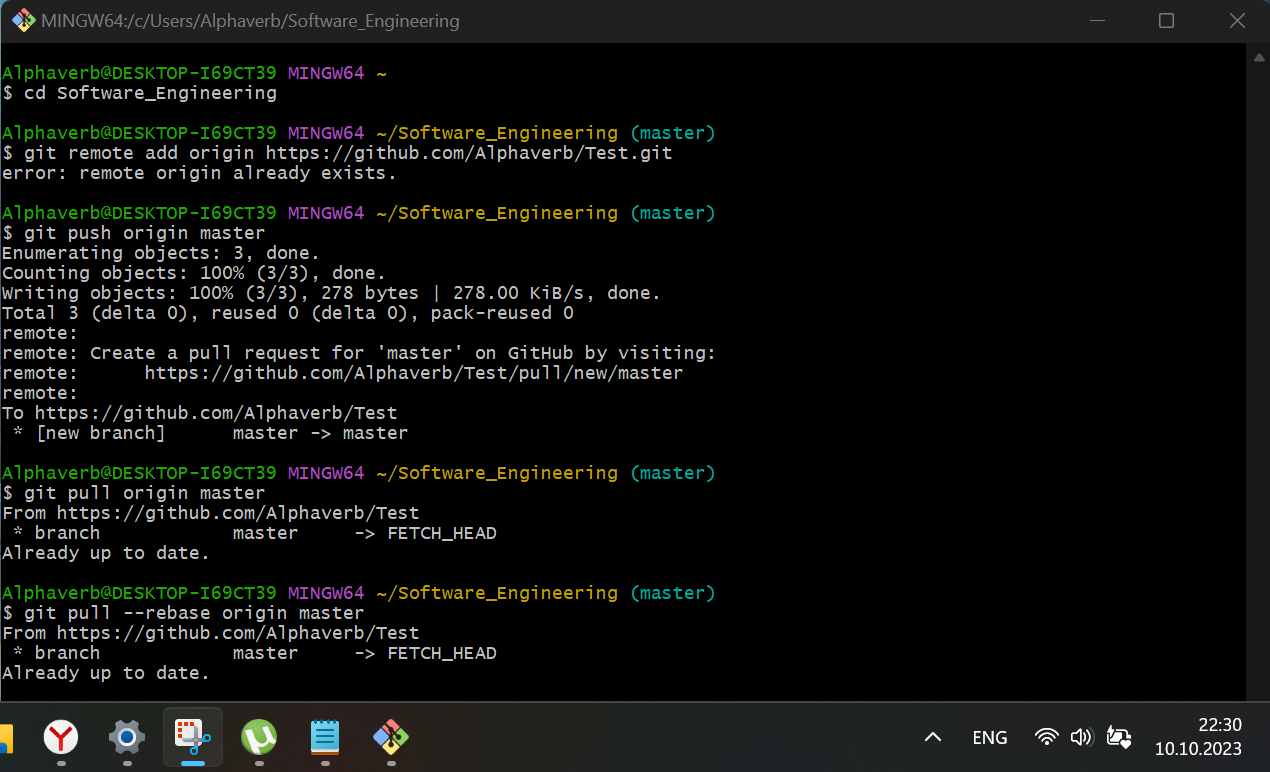 MINGW64:/c/Users/Alphaverb/Software_Engineering
Alphaverb@DESKTOP-I69CT39 MINGW64 ~
$ cd Software_Engineering
Alphaverb@DESKTOP-I69CT39 MINGW64 ~/Software_Engineering (master)
$ git remote add origin https://github.com/Alphaverb/Test.git
error: remote origin already exists.
Alphaverb@DESKTOP-I69CT39 MINGW64 ~/Software_Engineering (master)
$ git push origin master
Enumerating objects: 3, done.
Counting objects: 100% (3/3), done.
Writing objects: 100% (3/3), 278 bytes | 278.00 KiB/s, done.
Total 3 (delta 0), reused 0 (delta 0), pack-reused 0
remote:
remote: Create a pull request for 'master' on GitHub by visiting:
remote:      https://github.com/Alphaverb/Test/pull/new/master
remote:
To https://github.com/Alphaverb/Test
 * [new branch]      master -> master
Alphaverb@DESKTOP-I69CT39 MINGW64 ~/Software_Engineering (master)
$ git pull origin master
From https://github.com/Alphaverb/Test
 * branch            master     -> FETCH_HEAD
Already up to date.
Alphaverb@DESKTOP-I69CT39 MINGW64 ~/Software_Engineering (master)
$ git pull --rebase origin master
From https://github.com/Alphaverb/Test
 * branch            master     -> FETCH_HEAD
Already up to date.
ENG
22:30
10.10.2023